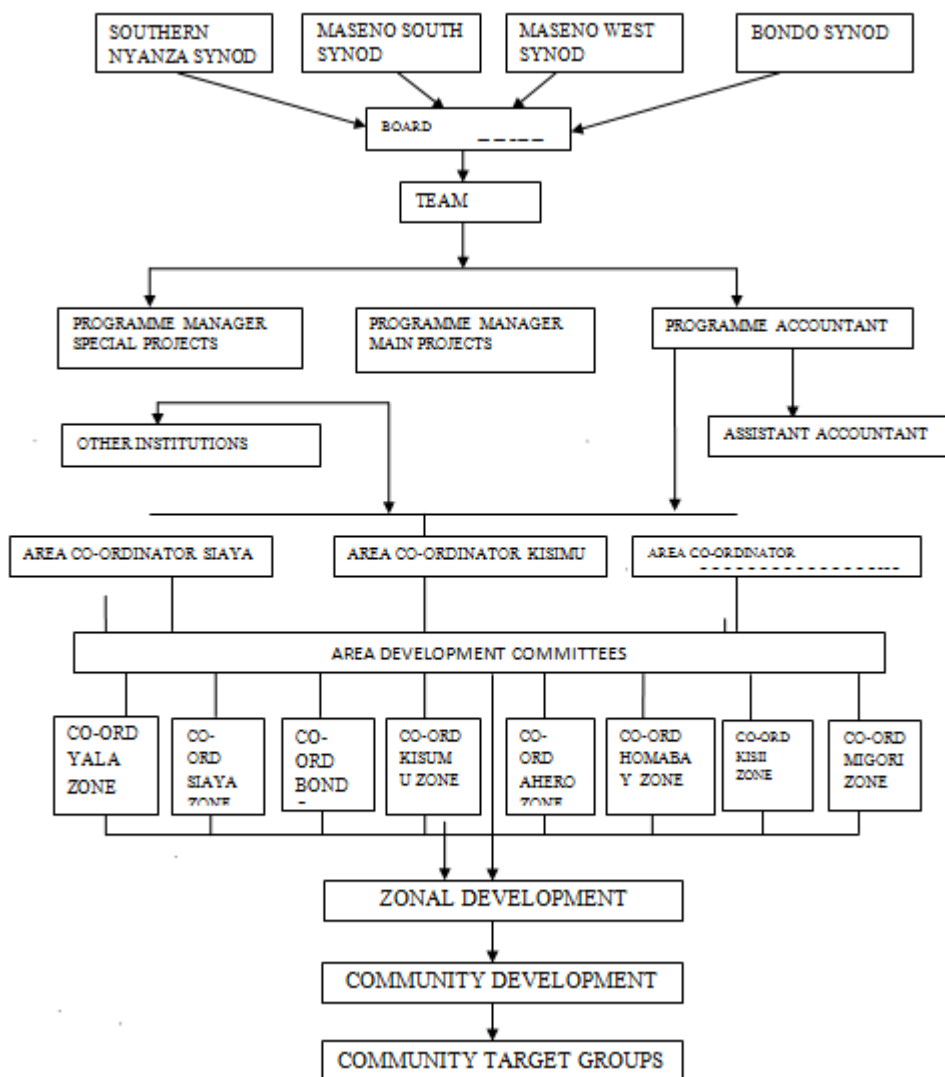 SOUTHERN
NYANZA SYNOD
MASENO SOUTH
SYNOD
MASENO WEST
SYNOD
BONDO SYNOD
BOARD
TEAM
PROGRAMME MANAGER
SPECIAL PROJECTS
PROGRAMME MANAGER
MAIN PROJECTS
PROGRAMME ACCOUNTANT
OTHER INSTITUTIONS
ASSISTANT ACCOUNTANT
AREA CO-ORDINATOR SIAYA
AREA CO-ORDINATOR KISIMU
AREA CO-ORDINATOR
AREA DEVELOPMENT COMMITTEES
CO-ORD
YALA
ZONE
CO-
ORD
SIAYA
ZONE
CO-
ORD
BOND
CO-ORD
KISUM
U ZONE
CO-
ORD
AHERO
ZONE
CO-ORD
HOMABA
Y ZONE
CO-ORD
KISII
ZONE
CO-ORD
MIGORI
ZONE
ZONAL DEVELOPMENT
COMMUNITY DEVELOPMENT
COMMUNITY TARGET GROUPS